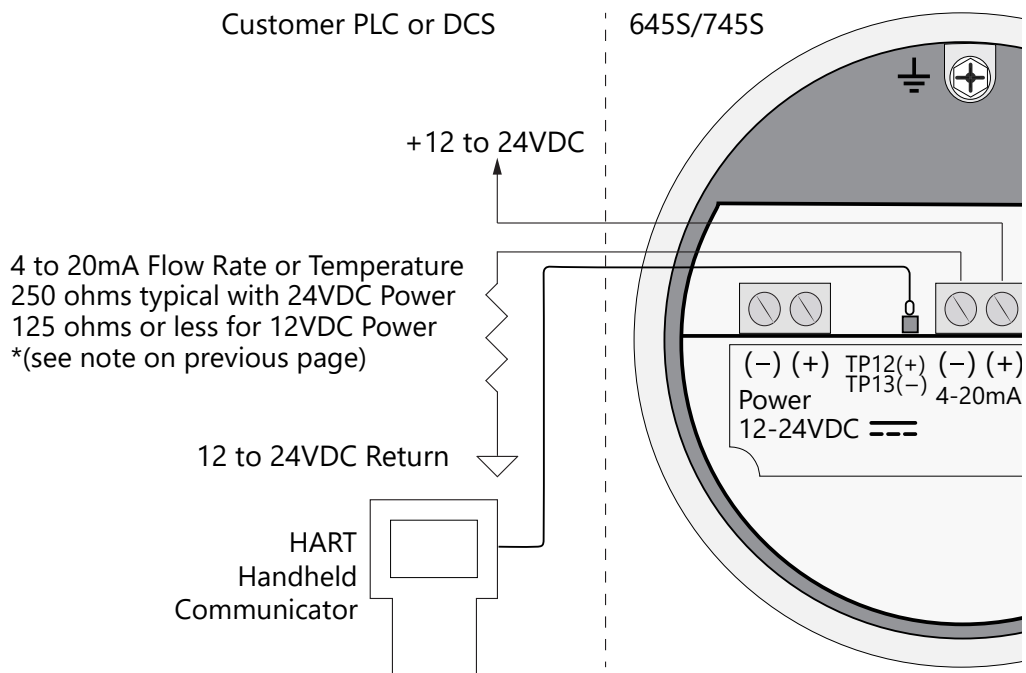 Customer PLC or DCS
645S/745S
+12 to 24VDC
4 to 20mA Flow Rate or Temperature
250 ohms typical with 24VDC Power
125 ohms or less for 12VDC Power
*(see note on previous page)
12 to 24VDC Return
HART
Handheld
Communicator
(−) (+)
Power
12-24VDC
TP12(+)
TP13(−)
(−) (+)
4-20mA